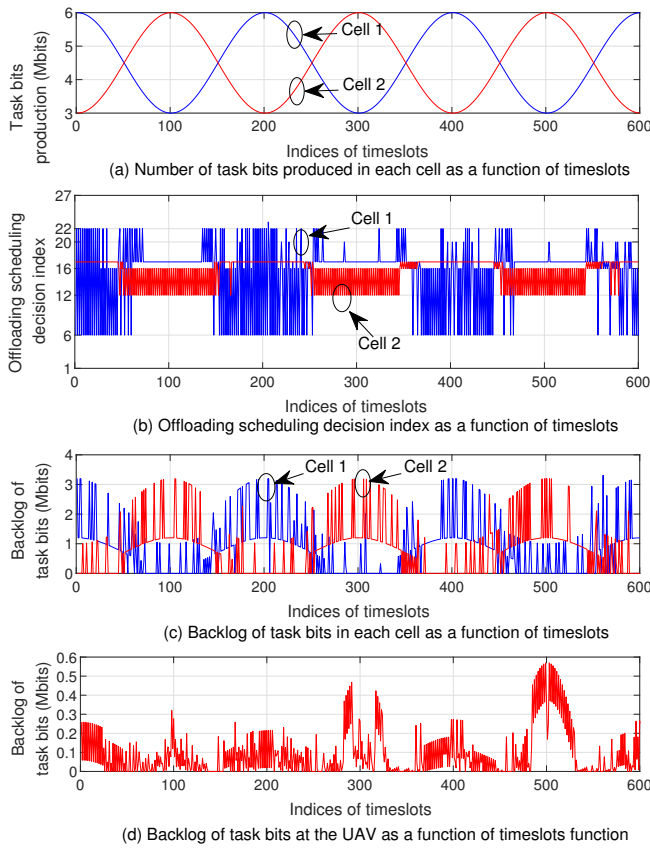 6
4.5
3
Task bits
production (Mbits)
Cell 1
Cell 2
0 100 200 300 400 500 600
Indices of timeslots
(a) Number of task bits produced in each cell as a function of timeslots
27
22
20
16
12
6
1
Offloading scheduling
decision index
Cell 1
Cell 2
0 100 200 300 400 500 600
Indices of timeslots
(b) Offloading scheduling decision index as a function of timeslots
4
3
2
1
0
Backlog of
task bits (Mbits)
Cell 1
Cell 2
0 100 200 300 400 500 600
Indices of timeslots
(c) Backlog of task bits in each cell as a function of timeslots
0.6
0.5
0.4
0.3
0.2
0.1
0
Backlog of
task bits (Mbits)
0 100 200 300 400 500 600
Indices of timeslots
(d) Backlog of task bits at the UAV as a function of timeslots function